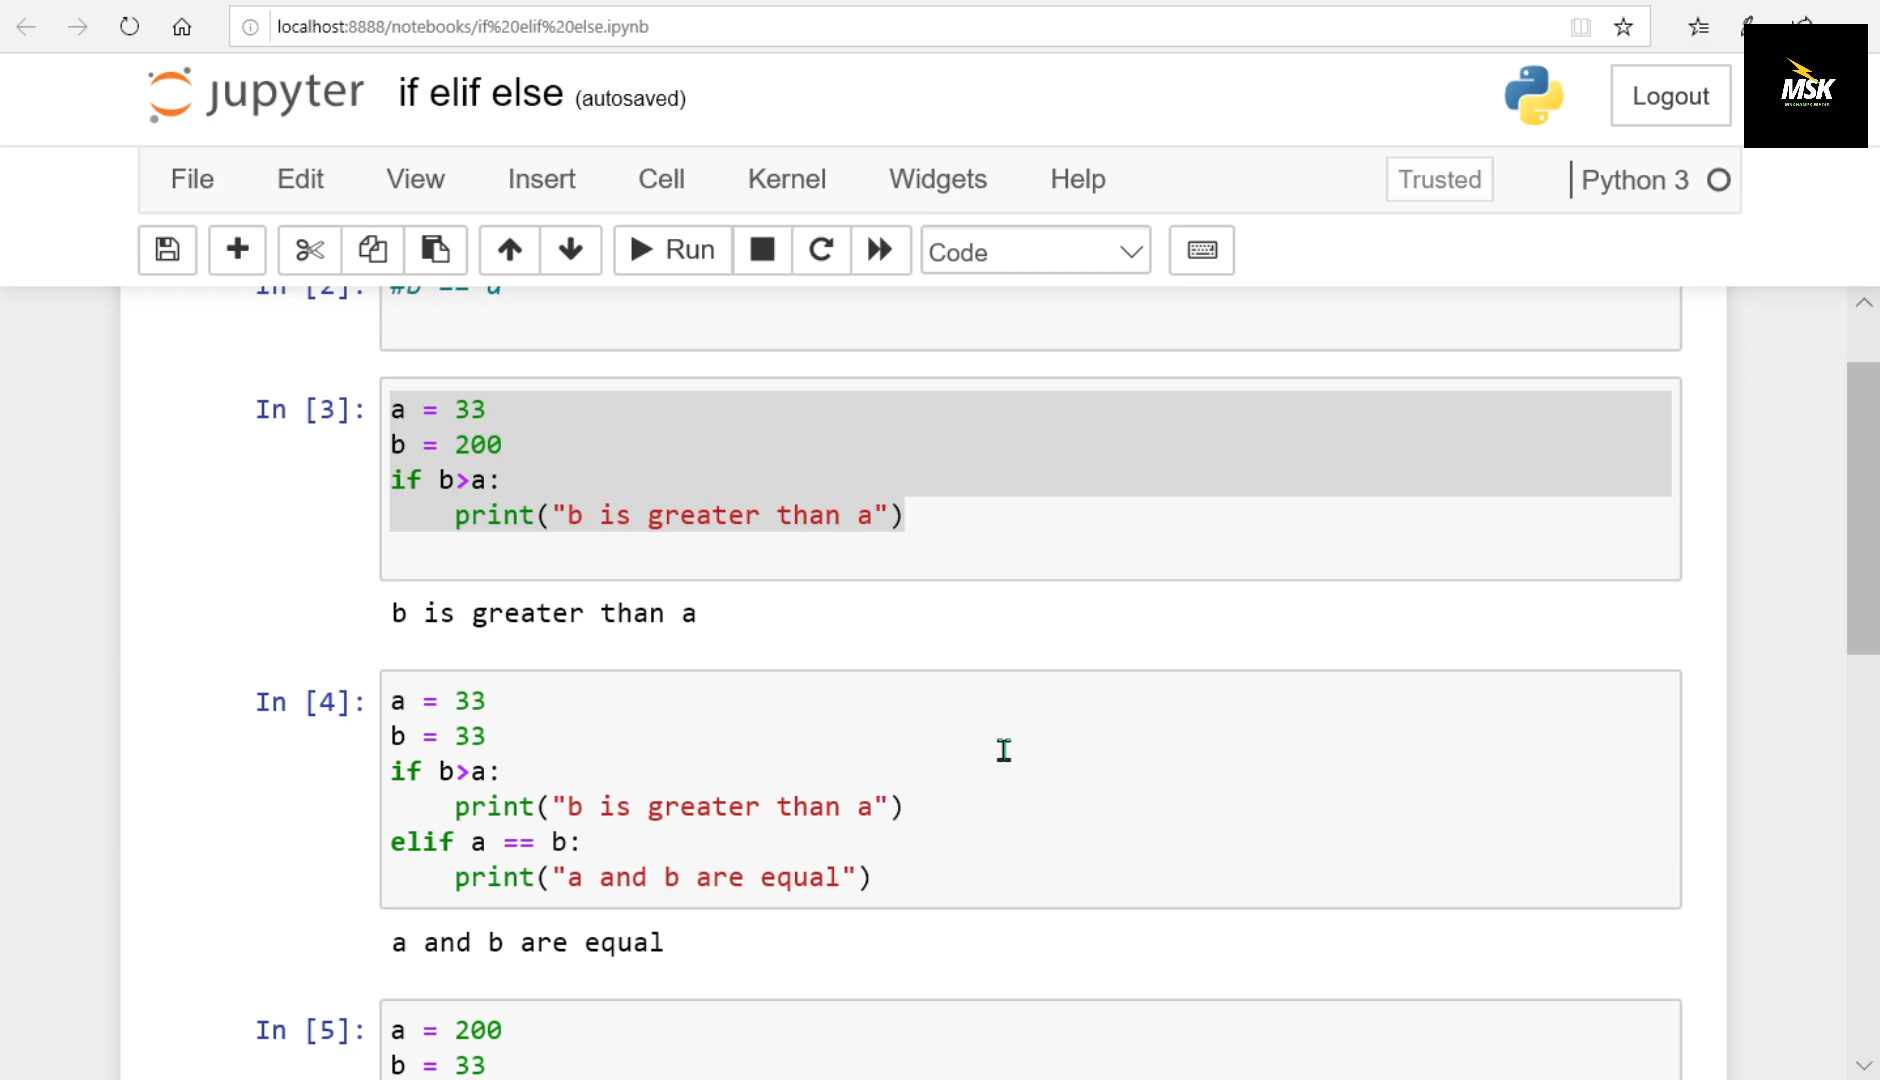 localhost:8888/notebooks/if%20elif%20else.ipynb
jupyter if elif else (autosaved)
Logout
MSK
File Edit View Insert Cell Kernel Widgets Help
Trusted
Python 3
Run
Code
In [2]: #b == a
In [3]: a = 33
b = 200
if b>a:
    print("b is greater than a")
b is greater than a
In [4]: a = 33
b = 33
if b>a:
    print("b is greater than a")
elif a == b:
    print("a and b are equal")
a and b are equal
In [5]: a = 200
b = 33